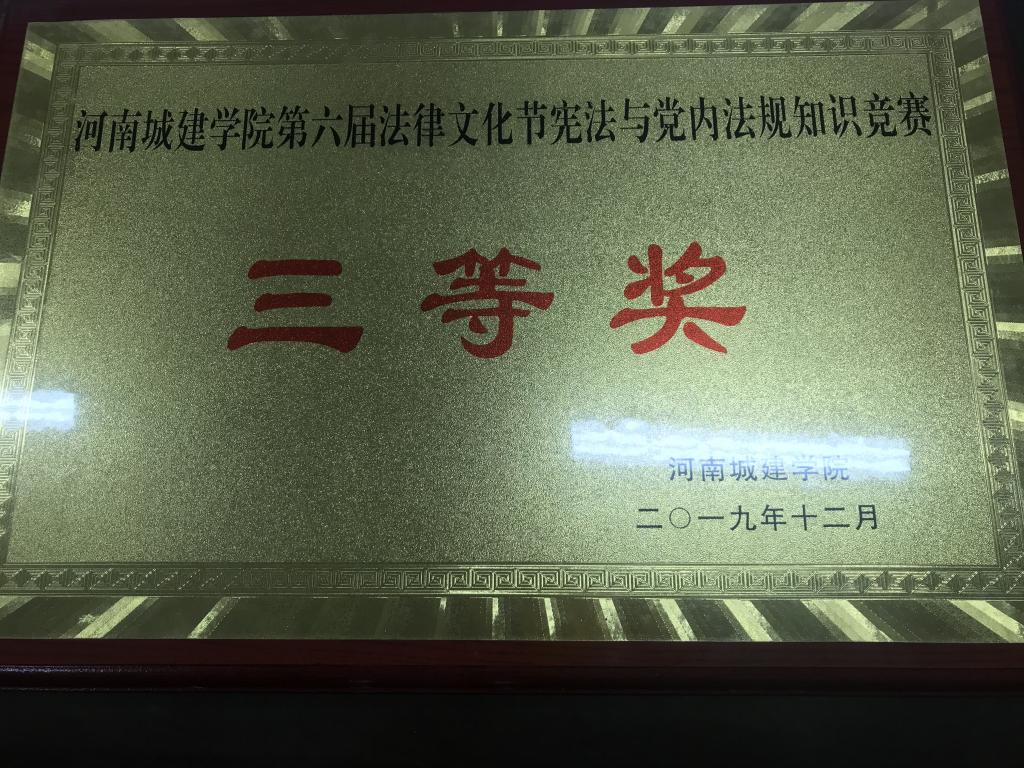 河南城建学院第六届法律文化节宪法与党内法规知识竞赛
三等奖
河南城建学院
二〇一九年十二月